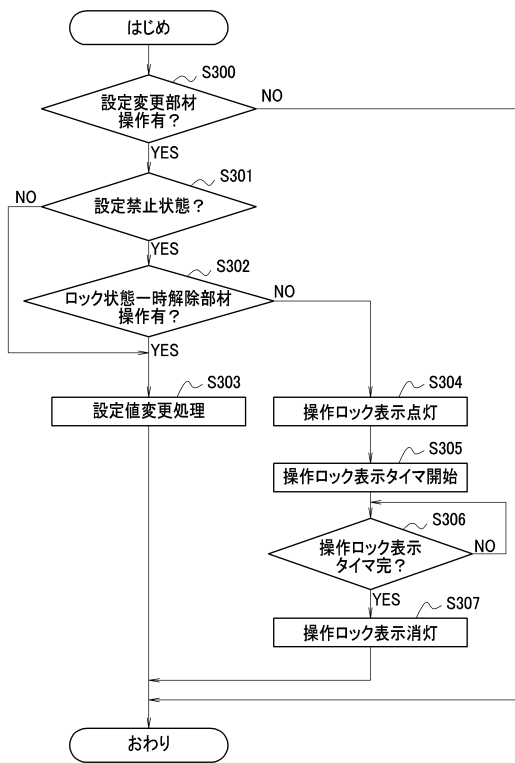 はじめ
S300
設定変更部材
操作有？
NO
YES
S301
設定禁止状態？
NO
YES
S302
ロック状態一時解除部材
操作有？
NO
YES
S303
設定値変更処理
S304
操作ロック表示点灯
S305
操作ロック表示タイマ開始
S306
操作ロック表示
タイマ完？
NO
YES
S307
操作ロック表示消灯
おわり